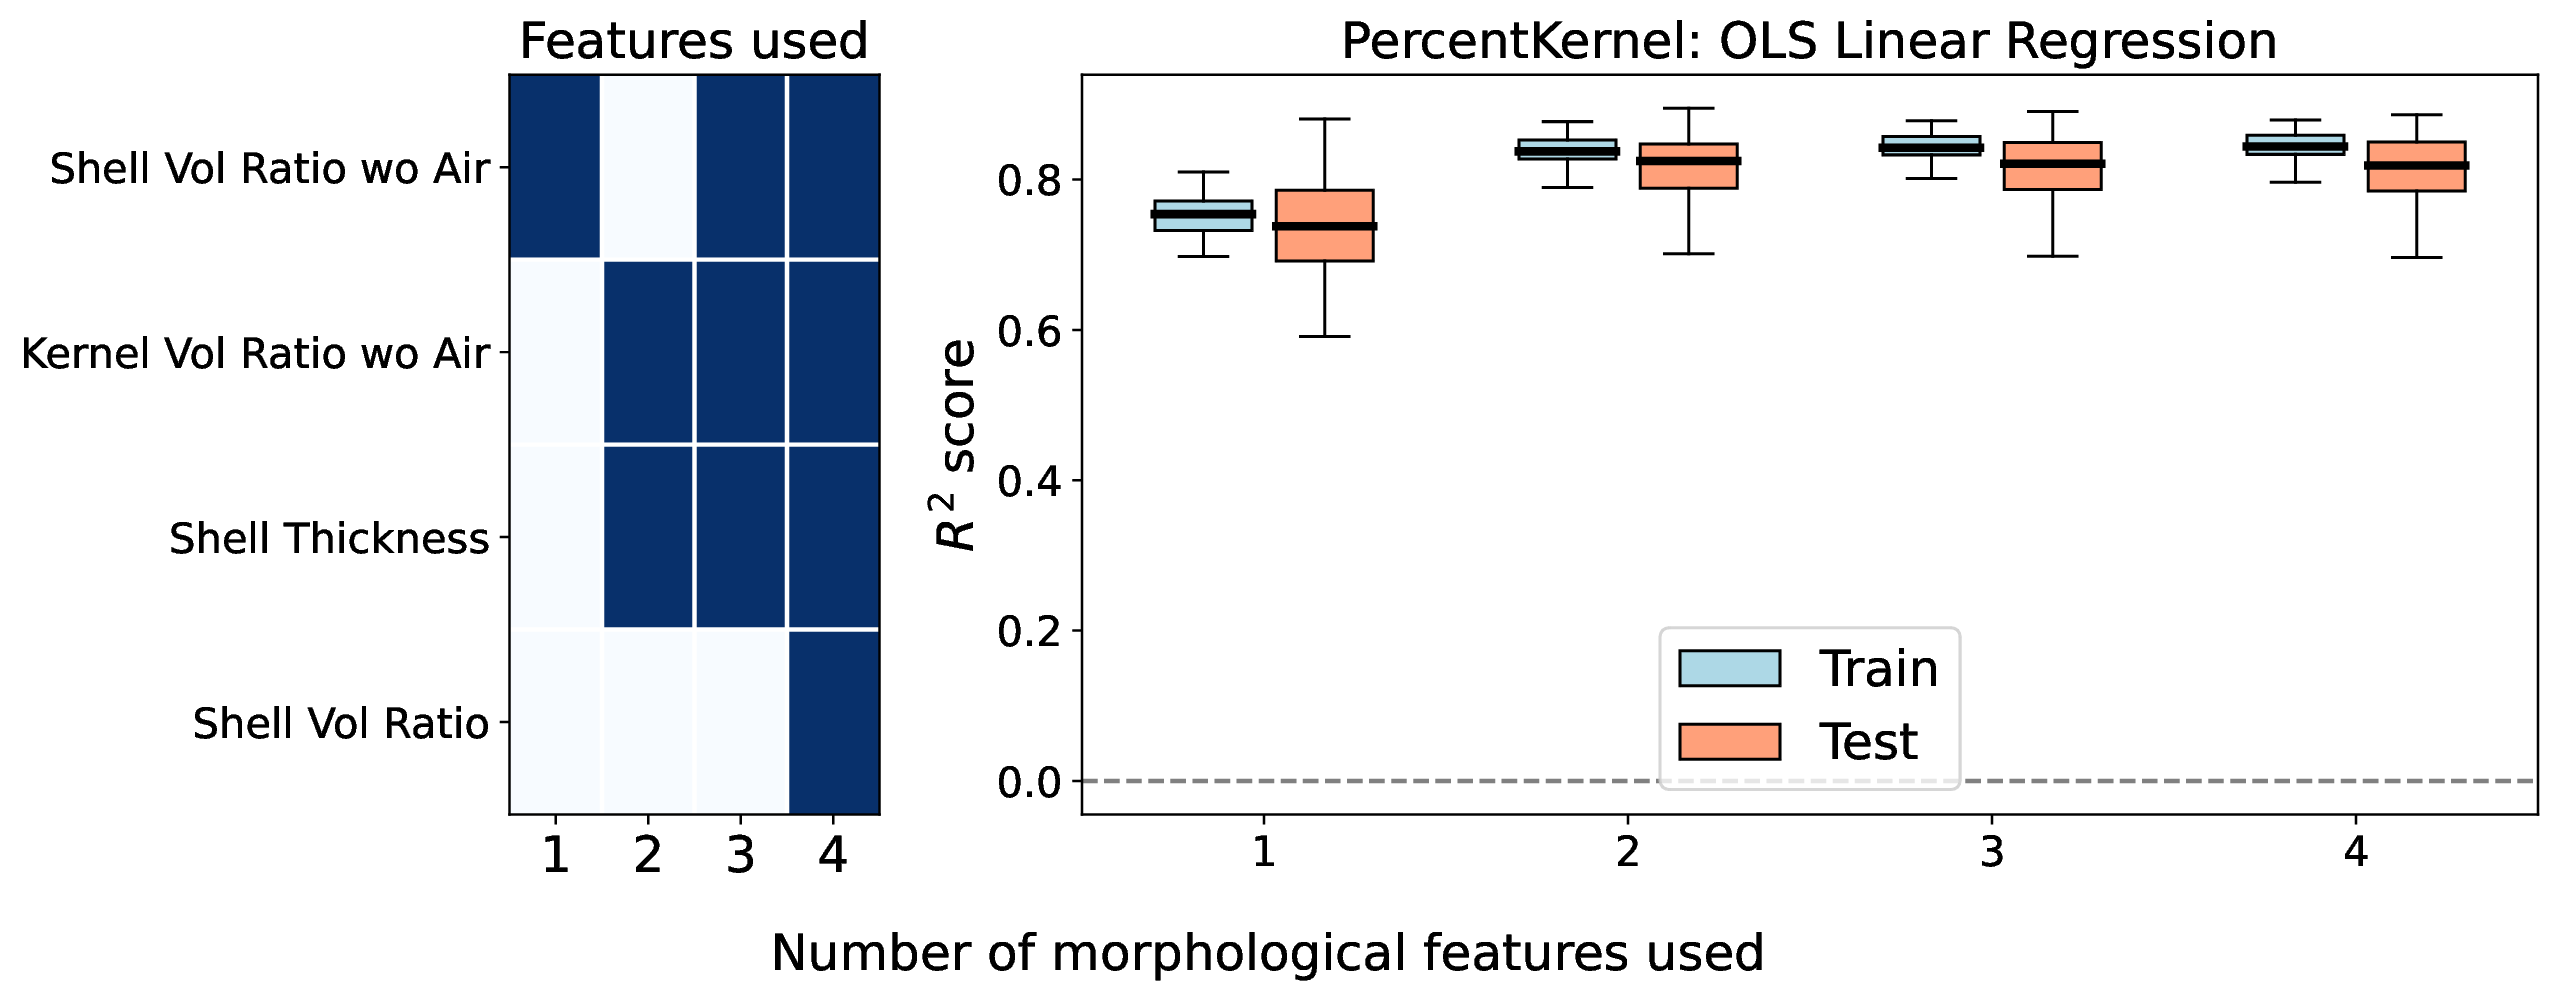 Features used
Shell Vol Ratio wo Air
Kernel Vol Ratio wo Air
Shell Thickness
Shell Vol Ratio
1 2 3 4
PercentKernel: OLS Linear Regression
R² score
0.8
0.6
0.4
0.2
0.0
Train
Test
1 2 3 4
Number of morphological features used